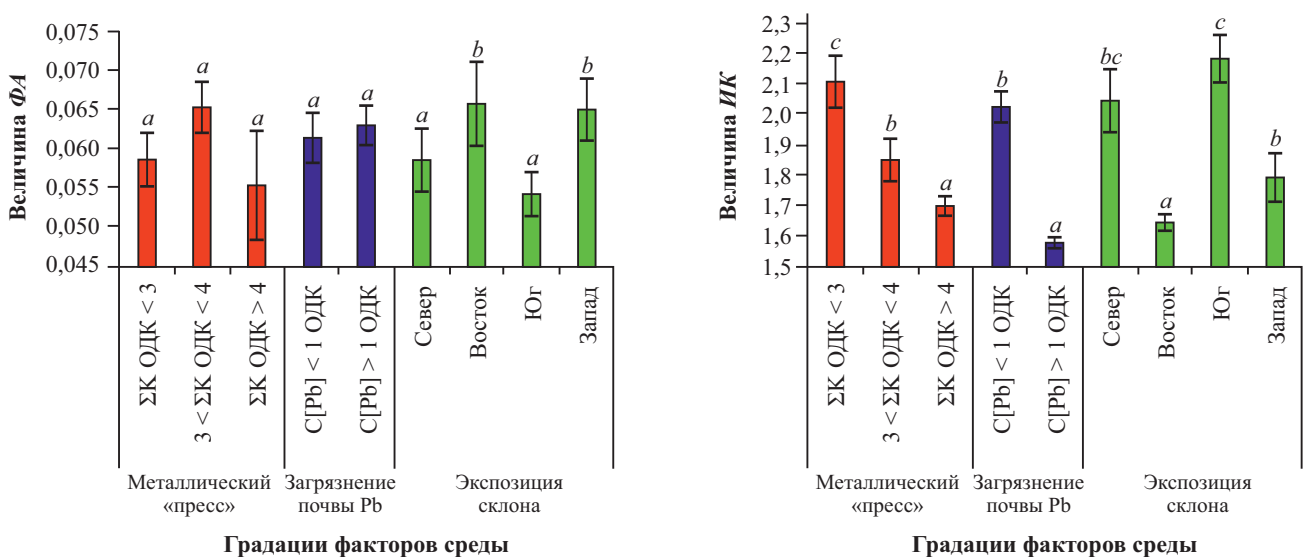 Величина ФА
0,075
0,070
0,065
0,060
0,055
0,050
0,045
a
a
a
a
a
a
b
a
b
ΣК ОДК < 3
3 < ΣК ОДК < 4
ΣК ОДК > 4
C[Pb] < 1 ОДК
C[Pb] > 1 ОДК
Север
Восток
Юг
Запад
Металлический
«пресс»
Загрязнение
почвы Pb
Экспозиция
склона
Градации факторов среды
Величина ИК
2,3
2,2
2,1
2,0
1,9
1,8
1,7
1,6
1,5
c
b
a
b
a
bc
a
c
b
ΣК ОДК < 3
3 < ΣК ОДК < 4
ΣК ОДК > 4
C[Pb] < 1 ОДК
C[Pb] > 1 ОДК
Север
Восток
Юг
Запад
Металлический
«пресс»
Загрязнение
почвы Pb
Экспозиция
склона
Градации факторов среды